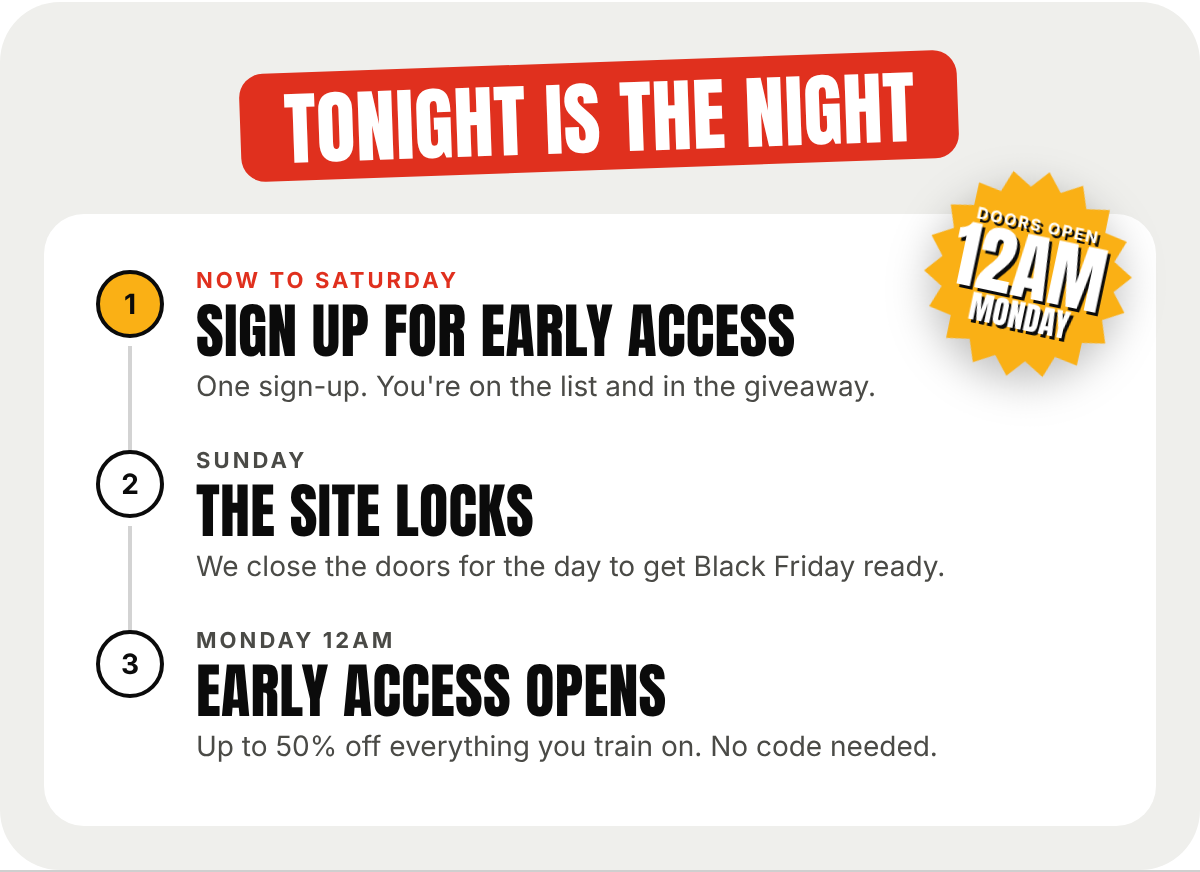 TONIGHT IS THE NIGHT
DOORS OPEN
12AM
MONDAY
1
NOW TO SATURDAY
SIGN UP FOR EARLY ACCESS
One sign-up. You're on the list and in the giveaway.
2
SUNDAY
THE SITE LOCKS
We close the doors for the day to get Black Friday ready.
3
MONDAY 12AM
EARLY ACCESS OPENS
Up to 50% off everything you train on. No code needed.